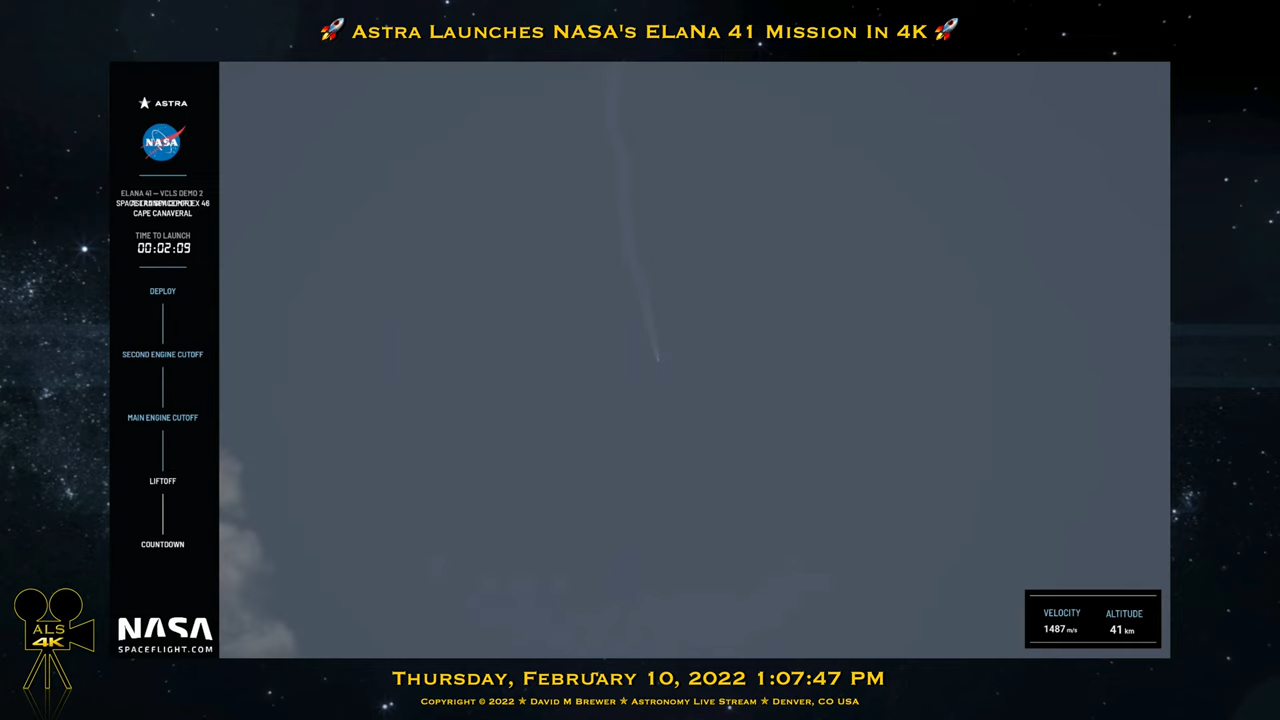 🚀 Astra Launches NASA's ELaNa 41 Mission In 4K 🚀
ASTRA
NASA
ELANA 41 – VCLS DEMO 2
CAPE CANAVERAL
TIME TO LAUNCH
00:02:09
DEPLOY
SECOND ENGINE CUTOFF
MAIN ENGINE CUTOFF
LIFTOFF
COUNTDOWN
NASA
SPACEFLIGHT.COM
VELOCITY ALTITUDE
1487 m/s 41 km
ALS
4K
Thursday, February 10, 2022 1:07:47 PM
Copyright © 2022 ★ David M Brewer ★ Astronomy Live Stream ★ Denver, CO USA